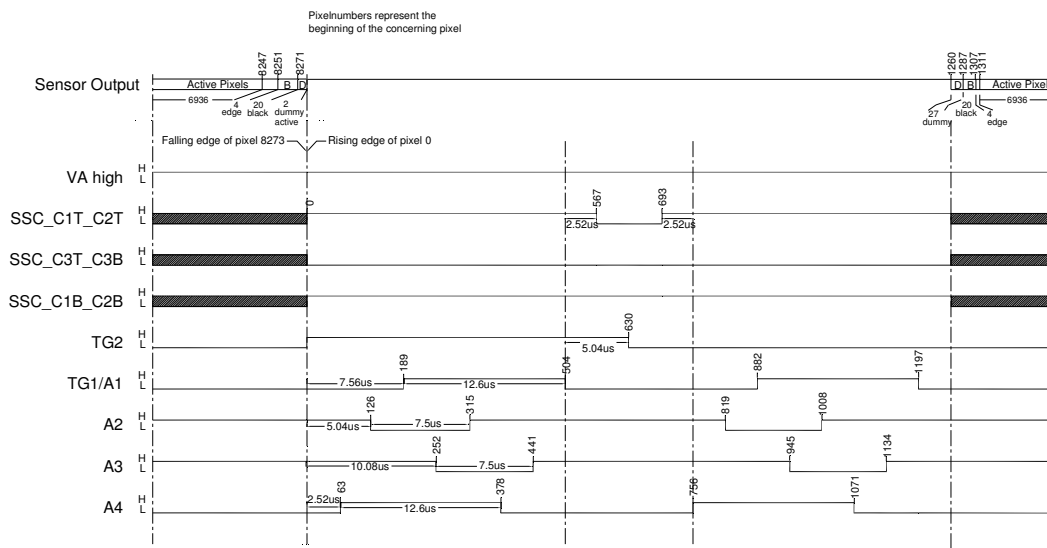 Pixelnumbers represent the
beginning of the concerning pixel
8247
8251
8271
1260
1287
1307
1311
Sensor Output
Active Pixels
B
D
D
B
Active Pixels
6936
4
edge
20
black
2
dummy
active
27
dummy
20
black
4
edge
6936
Falling edge of pixel 8273
Rising edge of pixel 0
VA high
H
L
0
567
693
SSC_C1T_C2T
H
L
2.52us
2.52us
SSC_C3T_C3B
H
L
SSC_C1B_C2B
H
L
630
TG2
H
L
5.04us
189
504
882
1197
TG1/A1
H
L
7.56us
12.6us
126
315
819
1008
A2
H
L
5.04us
7.5us
252
441
945
1134
A3
H
L
10.08us
7.5us
63
378
756
1071
A4
H
L
2.52us
12.6us